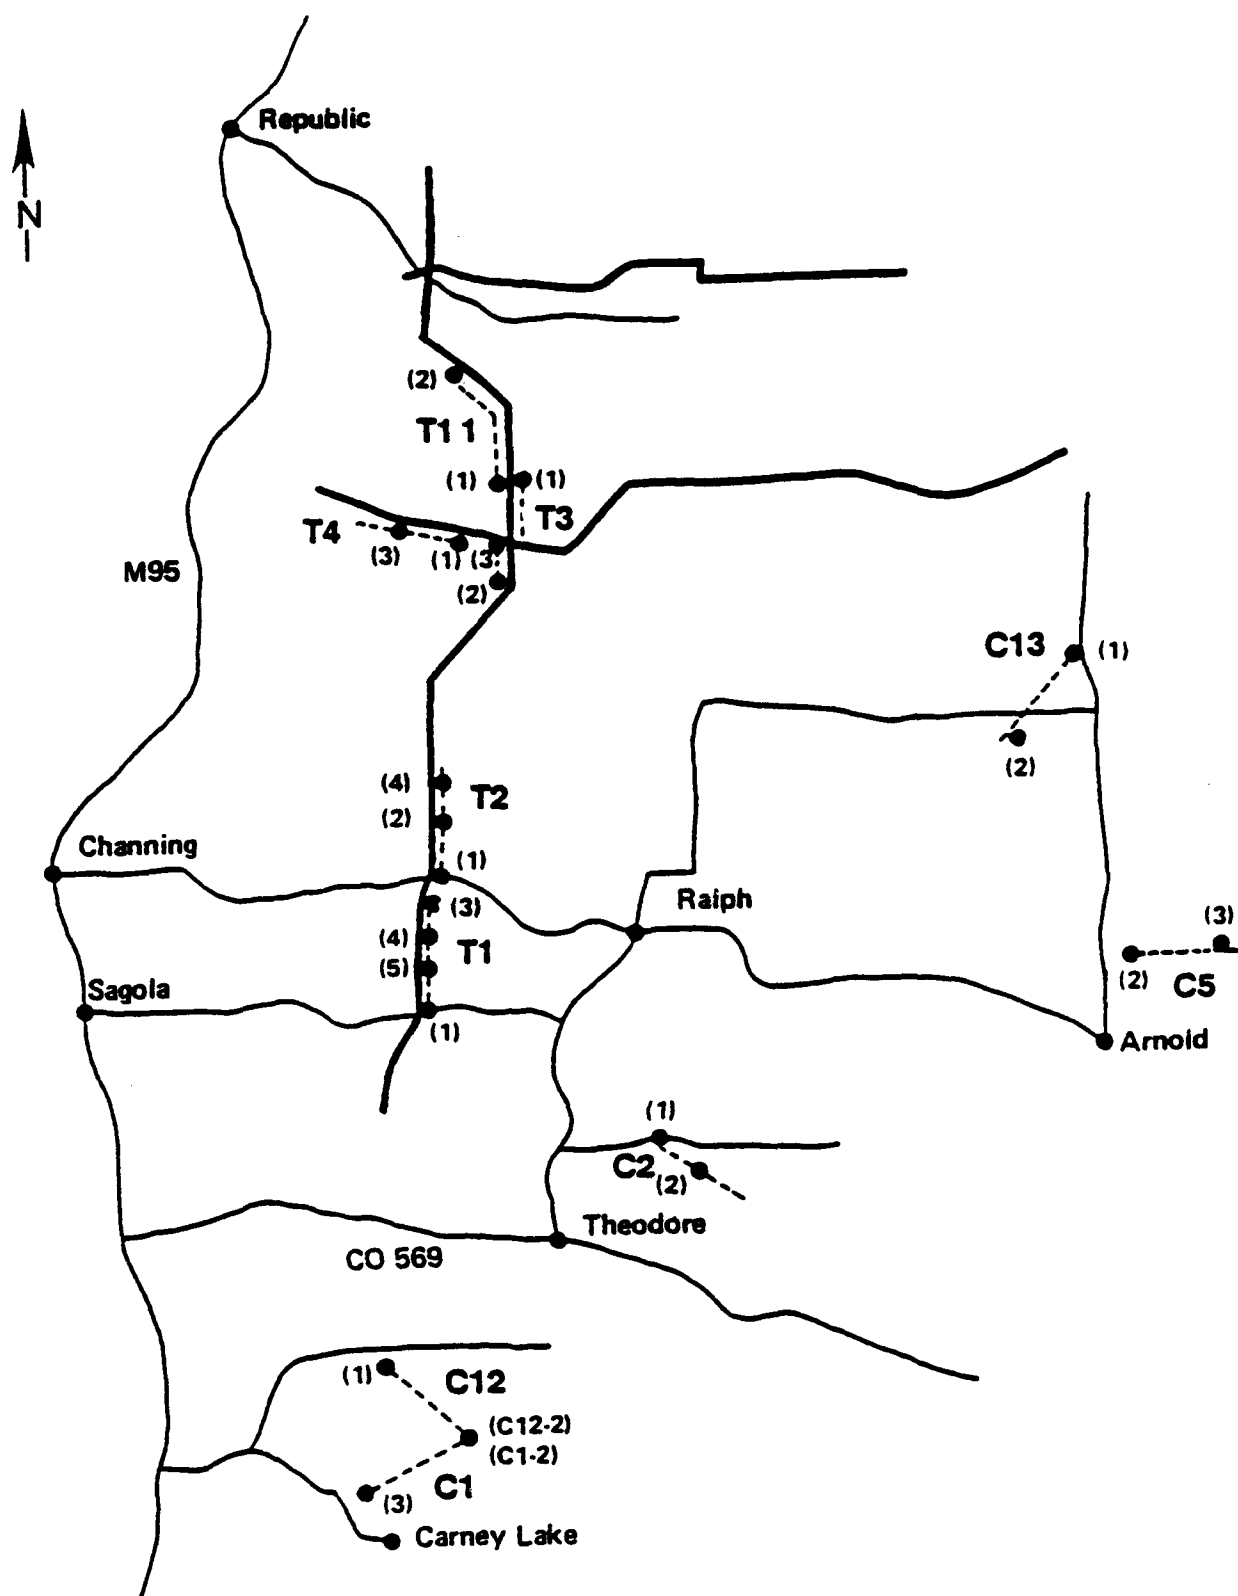 Republic
N
(2)
T1 1
(1)
(1)
T3
T4
(3)
(1)
(3)
(2)
M95
C13
(1)
(2)
(4)
T2
(2)
Channing
(1)
Ralph
(3)
(3)
(4)
T1
(5)
(2)
C5
Sagola
(1)
Arnold
(1)
C2
(2)
Theodore
CO 569
(1)
C12
(C12-2)
(C1-2)
C1
(3)
Carney Lake